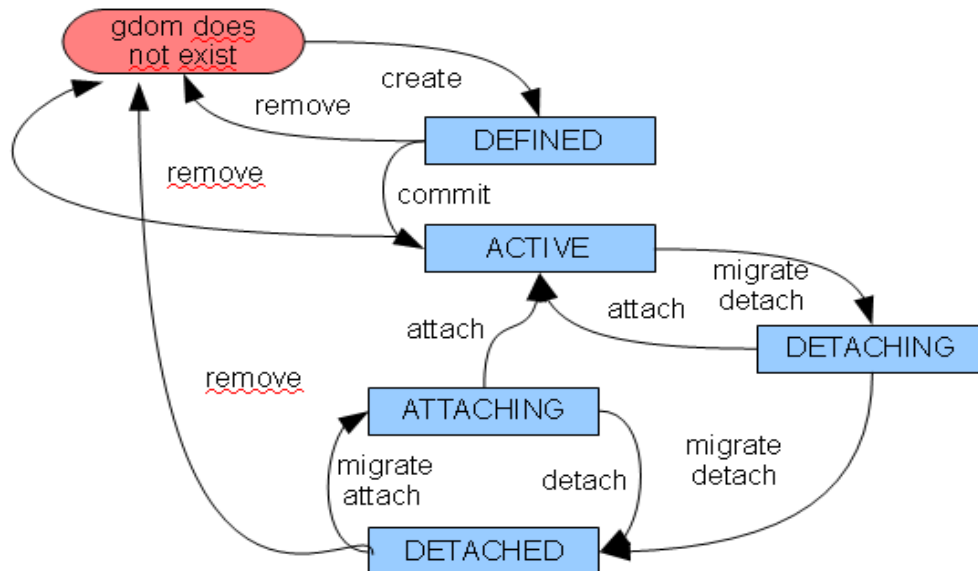 gdom does
not exist
create
remove
DEFINED
remove
commit
ACTIVE
migrate
detach
attach
attach
DETACHING
remove
ATTACHING
migrate
attach
detach
migrate
detach
DETACHED